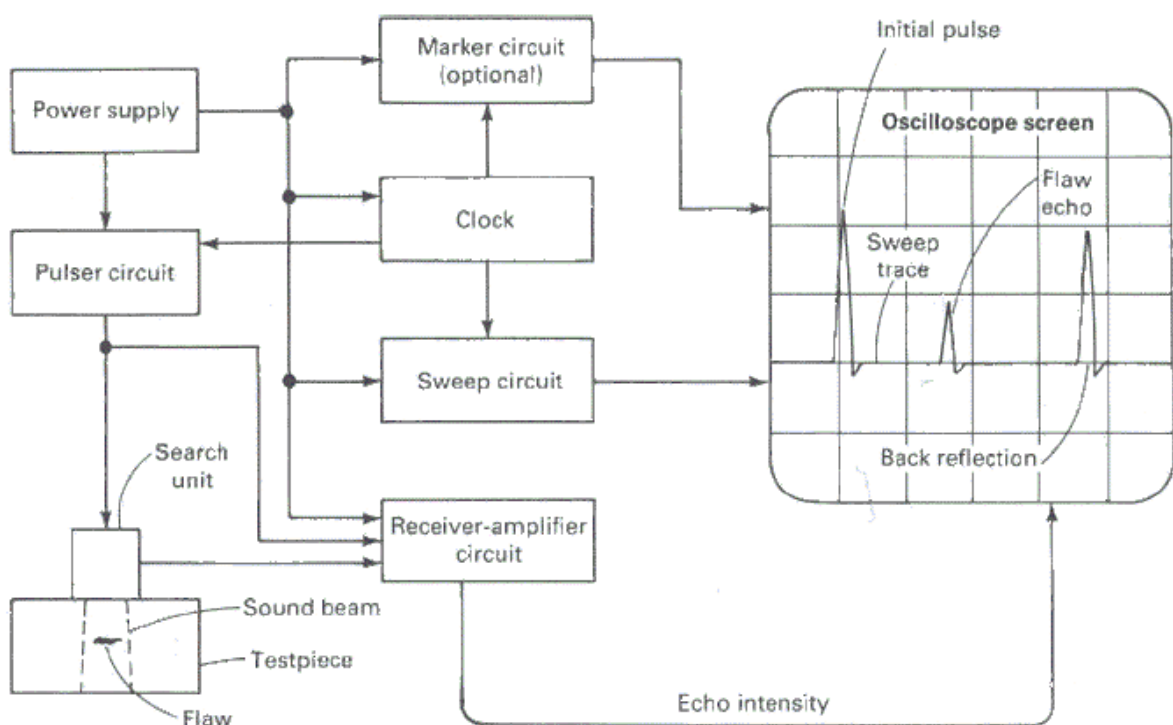 Marker circuit
(optional)
Initial pulse
Power supply
Oscilloscope screen
Clock
Flaw
echo
Sweep
trace
Pulser circuit
Sweep circuit
Search
unit
Back reflection
Receiver-amplifier
circuit
Sound beam
Testpiece
Flaw
Echo intensity